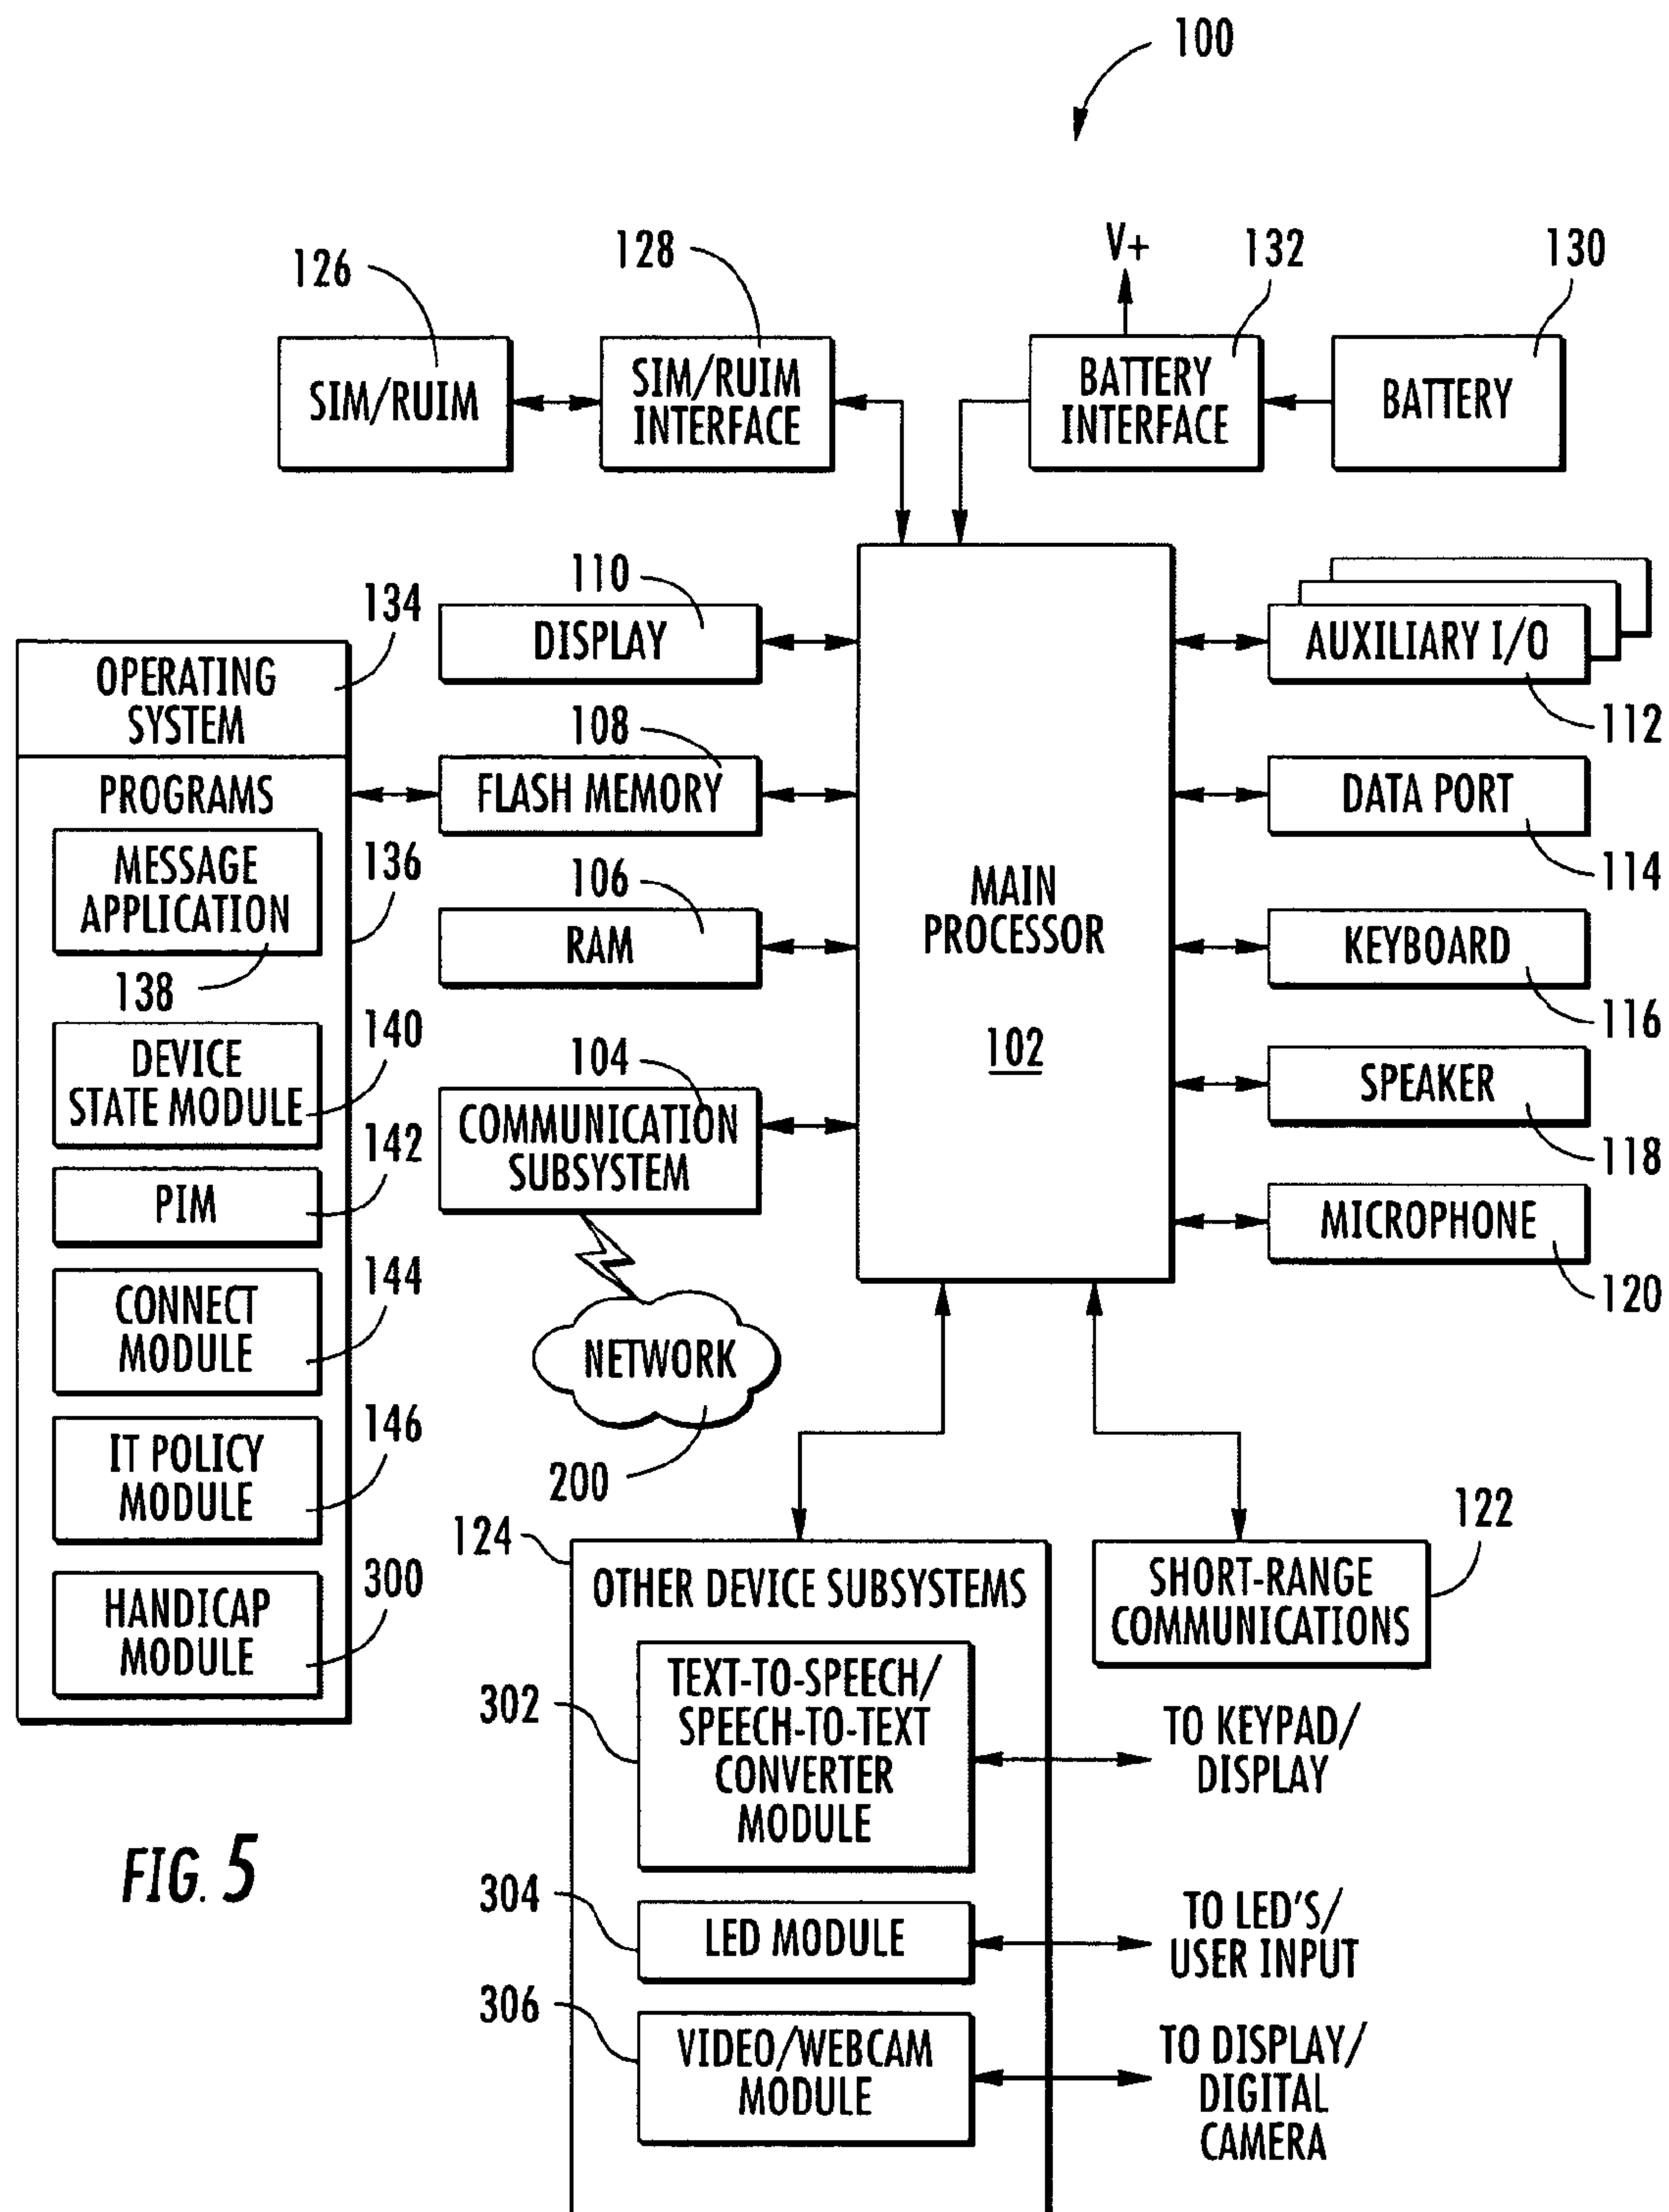 100
126
128
V+
132
130
SIM/RUIM
SIM/RUIM
INTERFACE
BATTERY
INTERFACE
BATTERY
134
OPERATING
SYSTEM
PROGRAMS
MESSAGE
APPLICATION
136
138
DEVICE
STATE MODULE
140
PIM
142
CONNECT
MODULE
144
IT POLICY
MODULE
146
HANDICAP
MODULE
300
110
DISPLAY
108
FLASH MEMORY
106
RAM
104
COMMUNICATION
SUBSYSTEM
NETWORK
200
MAIN
PROCESSOR
102
AUXILIARY I/O
112
DATA PORT
114
KEYBOARD
116
SPEAKER
118
MICROPHONE
120
124
OTHER DEVICE SUBSYSTEMS
122
SHORT-RANGE
COMMUNICATIONS
302
TEXT-TO-SPEECH/
SPEECH-TO-TEXT
CONVERTER
MODULE
TO KEYPAD/
DISPLAY
304
LED MODULE
TO LED'S/
USER INPUT
306
VIDEO/WEBCAM
MODULE
TO DISPLAY/
DIGITAL
CAMERA
FIG. 5